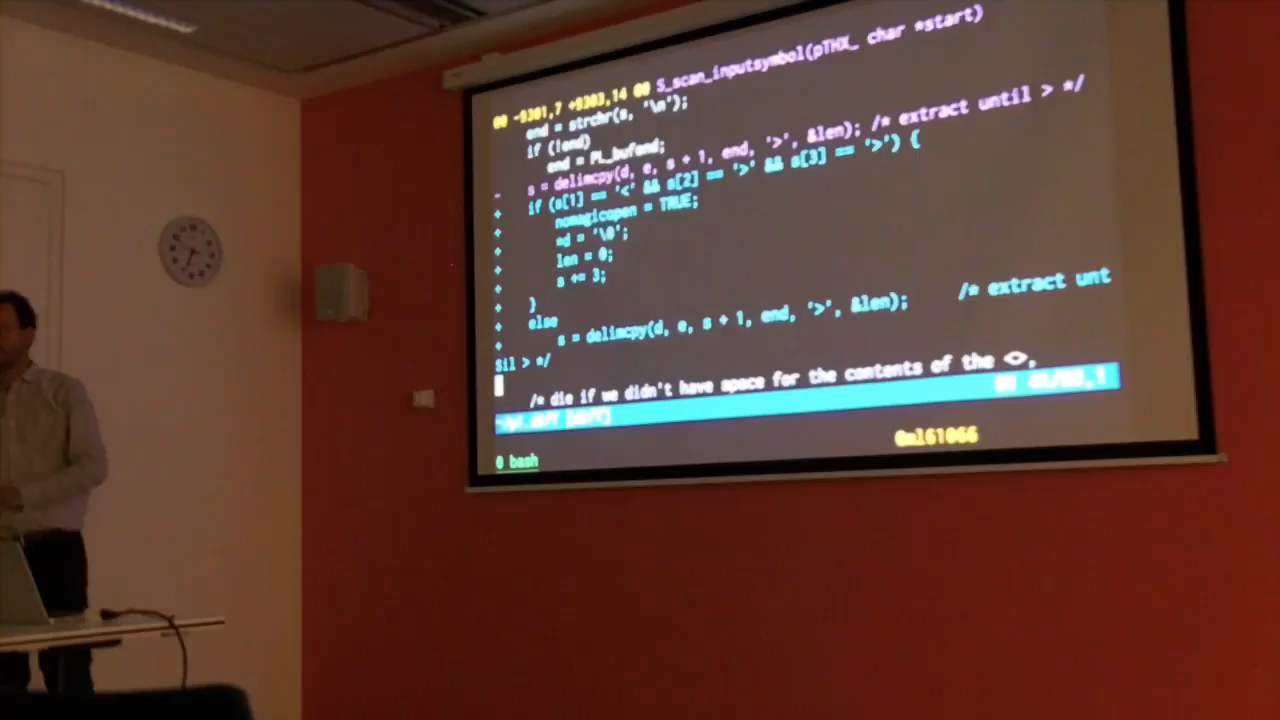 @@ -9301,7 +9303,14 @@ S_scan_inputsymbol(pTHX_ char *start)
end = strchr(s, '\n');
if (!end)
end = PL_bufend;
- s = delimcpy(d, e, s + 1, end, '>', &len); /* extract until > */
+ if (s[1] == '<' && s[2] == '>' && s[3] == '>') {
+ nomagicopen = TRUE;
+ *d = '\0';
+ len = 0;
+ s += 3;
+ }
+ else
+ s = delimcpy(d, e, s + 1, end, '>', &len); /* extract unt
$il > */
/* die if we didn't have space for the contents of the <>,
@ml61066
0 bash